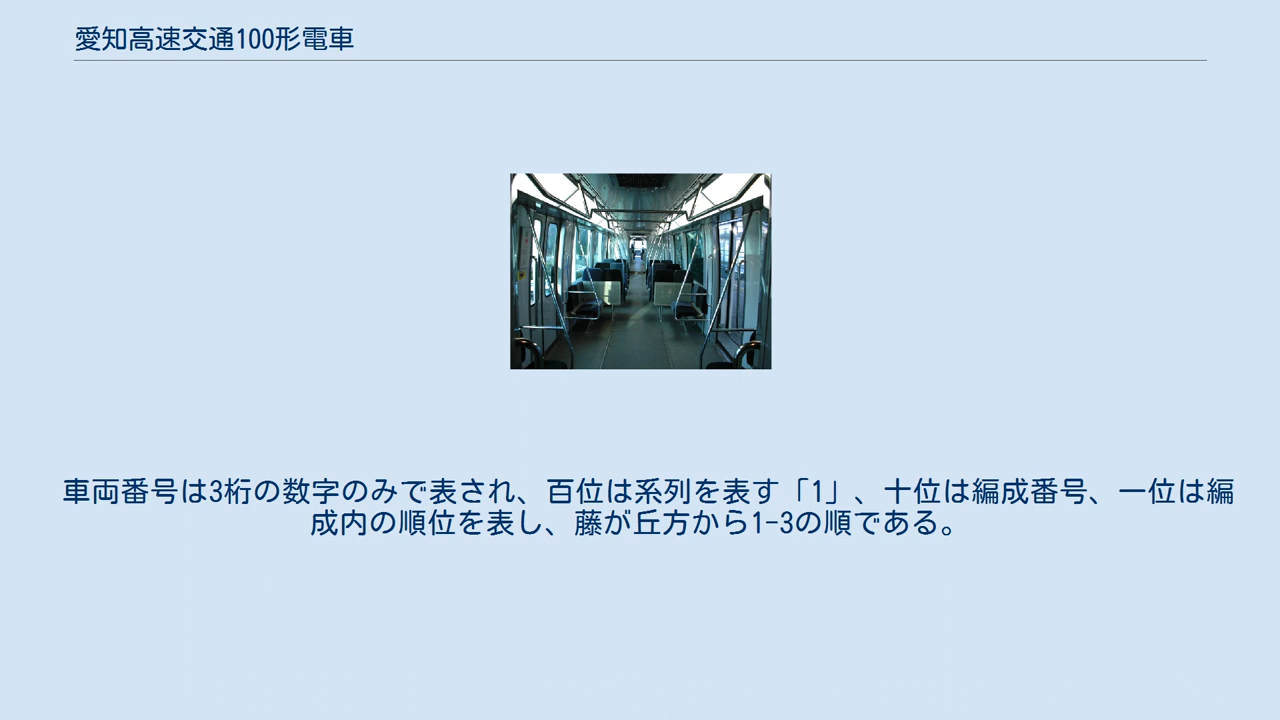 愛知高速交通100形電車
車両番号は3桁の数字のみで表され、百位は系列を表す「1」、十位は編成番号、一位は編
成内の順位を表し、藤が丘方から1-3の順である。